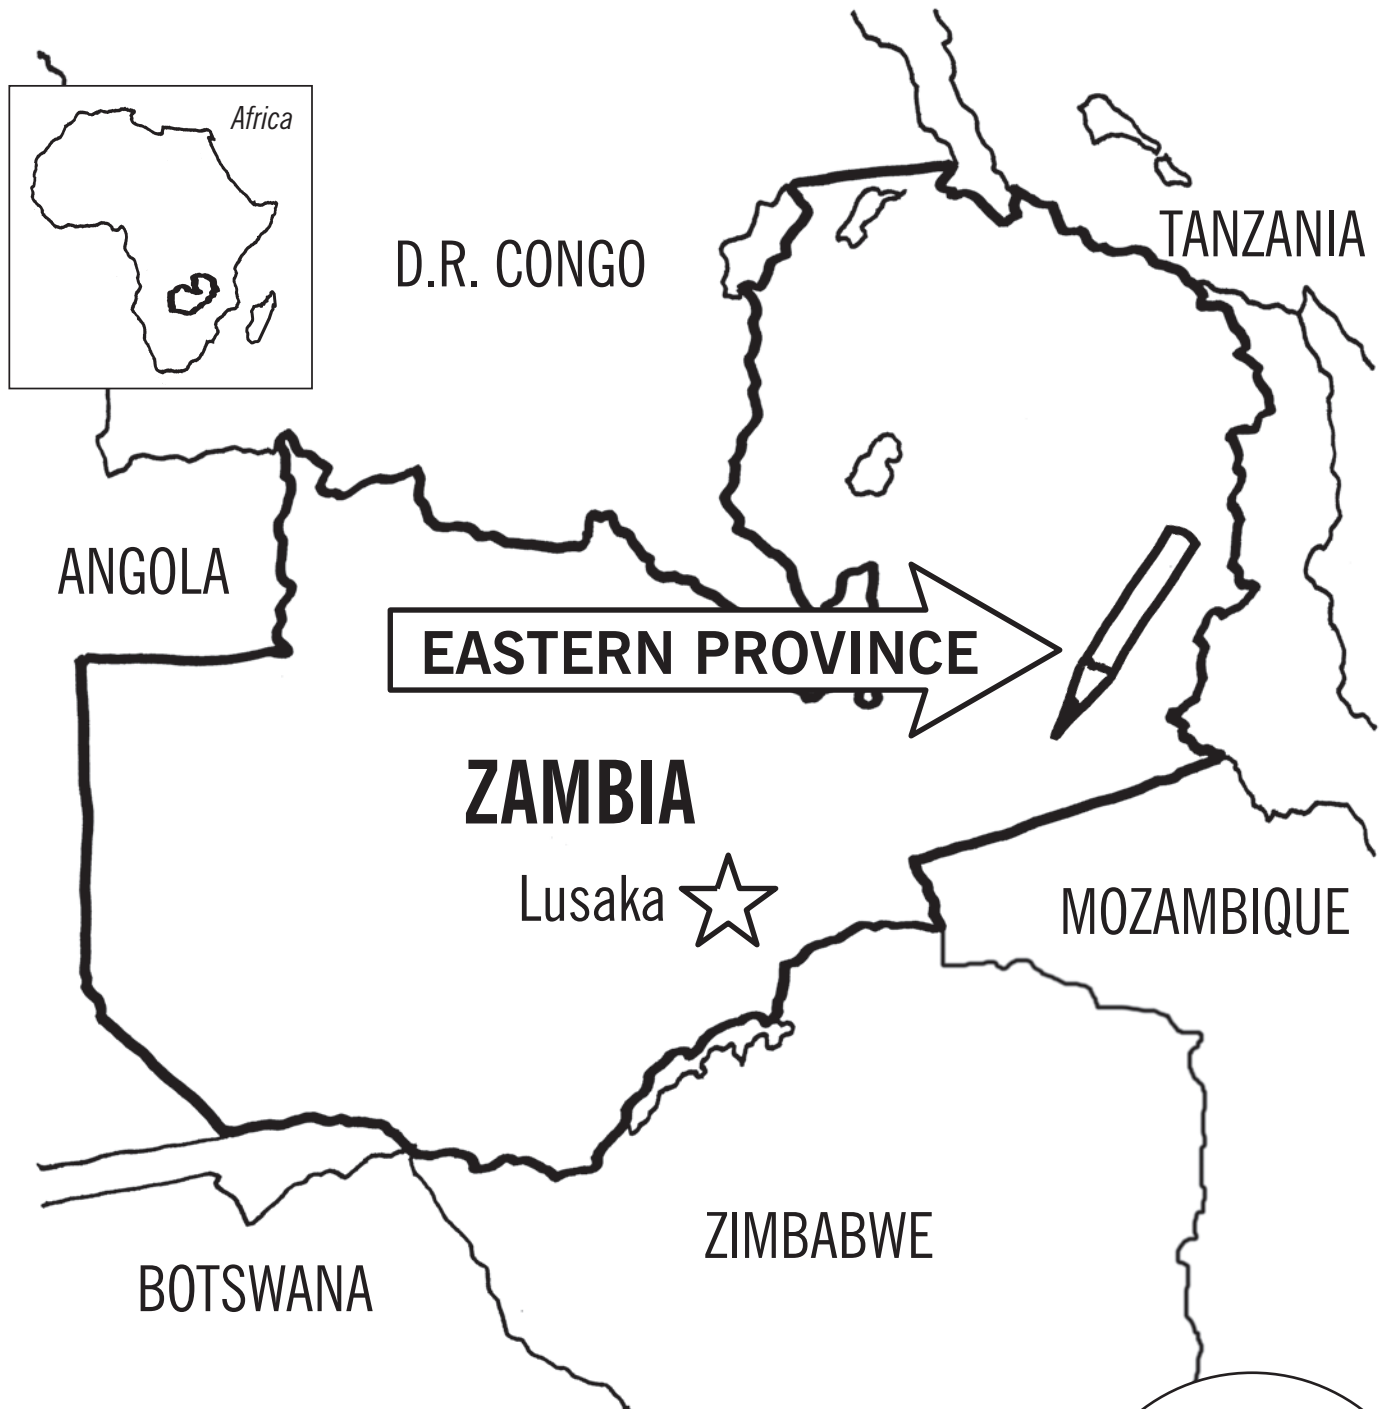 Africa
TANZANIA
D.R. CONGO
ANGOLA
EASTERN PROVINCE
ZAMBIA
Lusaka
MOZAMBIQUE
ZIMBABWE
BOTSWANA